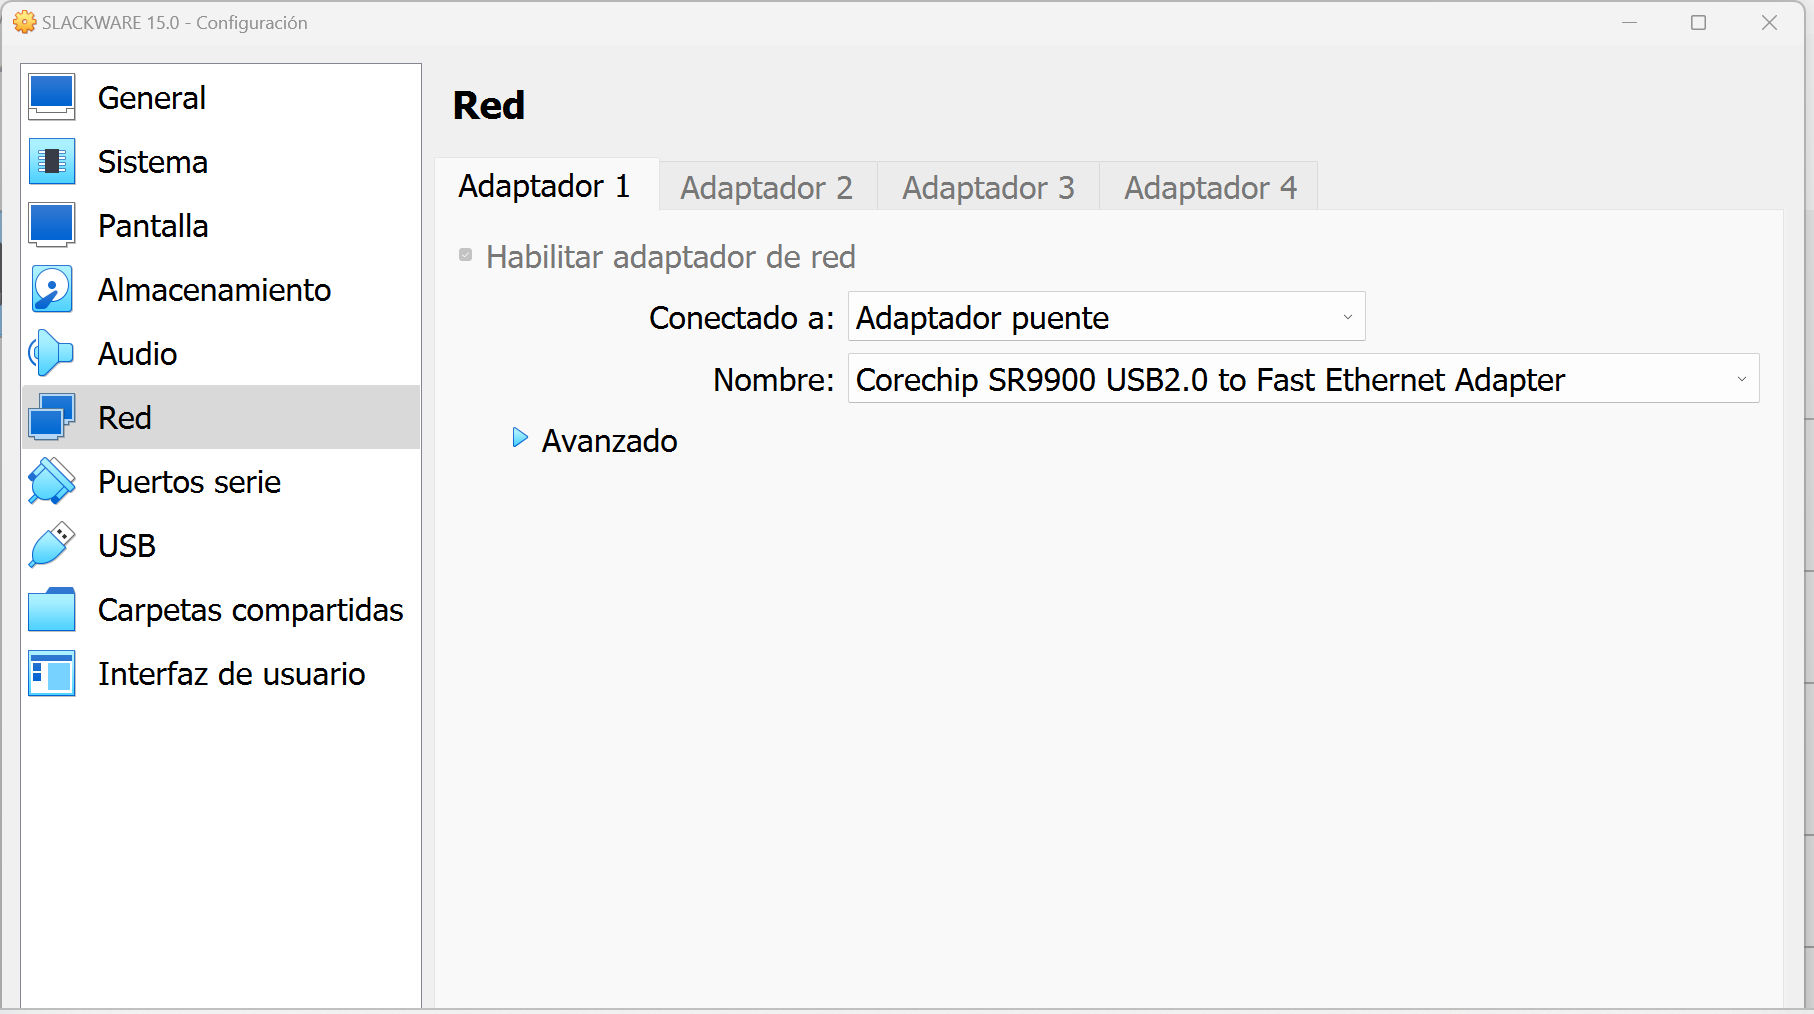 SLACKWARE 15.0 - Configuración
General
Sistema
Pantalla
Almacenamiento
Audio
Red
Puertos serie
USB
Carpetas compartidas
Interfaz de usuario
Red
Adaptador 1 Adaptador 2 Adaptador 3 Adaptador 4
Habilitar adaptador de red
Conectado a: Adaptador puente
Nombre: Corechip SR9900 USB2.0 to Fast Ethernet Adapter
Avanzado